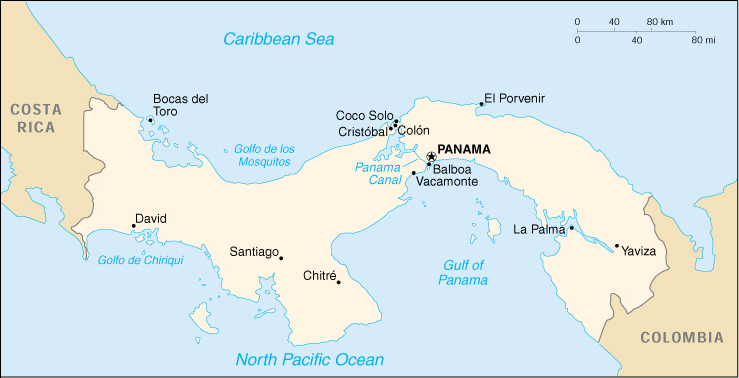 0 40 80 km
0 40 80 mi
Caribbean Sea
COSTA
RICA
Bocas del
Toro
El Porvenir
Coco Solo
Cristóbal
Colón
Golfo de los
Mosquitos
PANAMA
Panama
Canal
Balboa
Vacamonte
David
La Palma
Santiago
Yaviza
Golfo de Chiriquí
Chitré
Gulf of
Panama
COLOMBIA
North Pacific Ocean